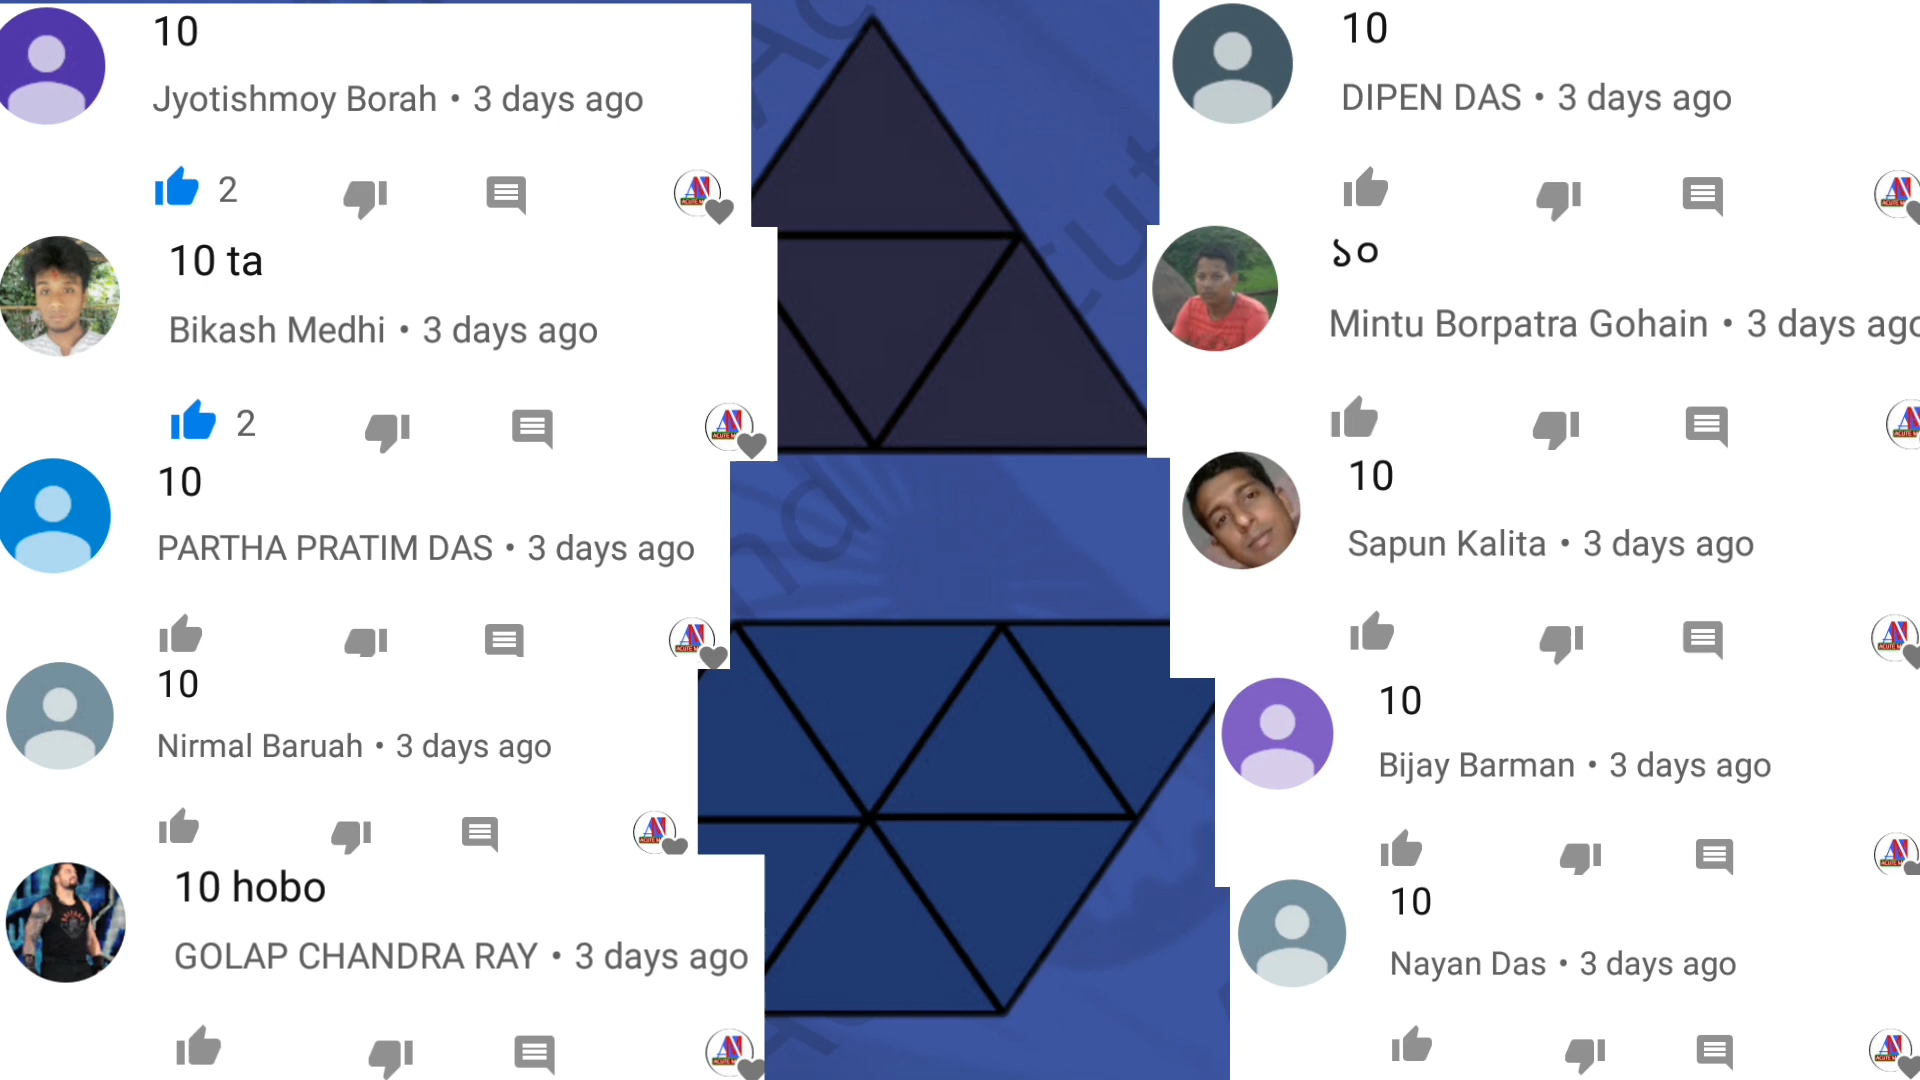 10
Jyotishmoy Borah • 3 days ago
2
10 ta
Bikash Medhi • 3 days ago
2
10
PARTHA PRATIM DAS • 3 days ago
10
Nirmal Baruah • 3 days ago
10 hobo
GOLAP CHANDRA RAY • 3 days ago
10
DIPEN DAS • 3 days ago
১০
Mintu Borpatra Gohain • 3 days ago
10
Sapun Kalita • 3 days ago
10
Bijay Barman • 3 days ago
10
Nayan Das • 3 days ago